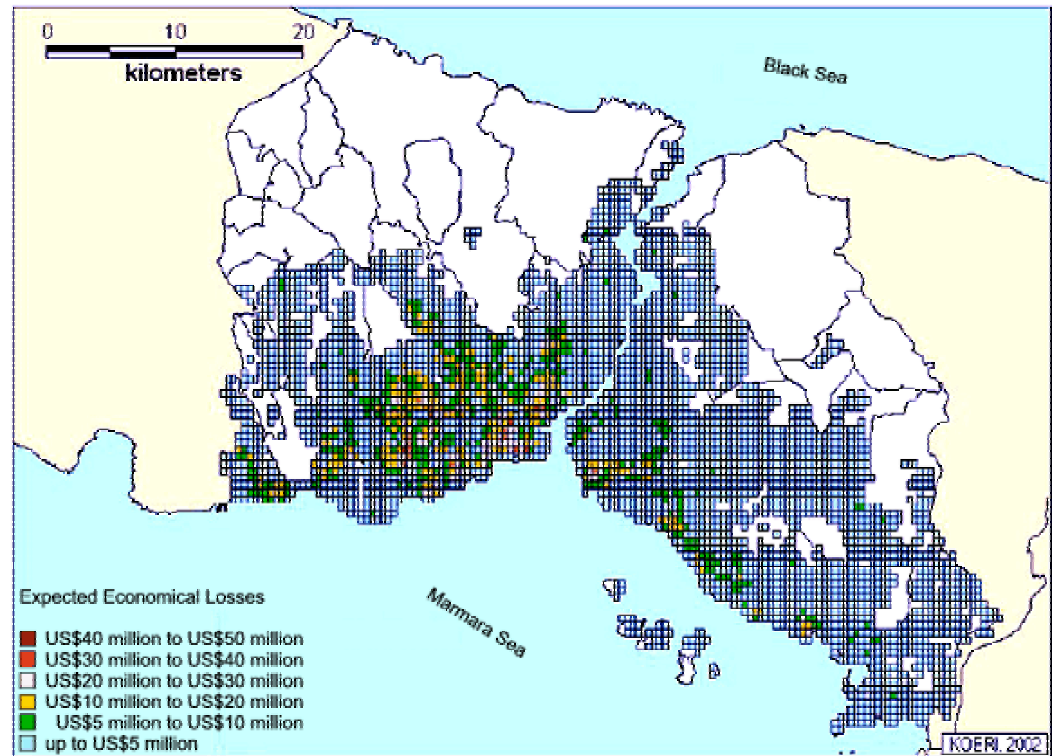 0 10 20
kilometers
Black Sea
Marmara Sea
Expected Economical Losses
US$40 million to US$50 million
US$30 million to US$40 million
US$20 million to US$30 million
US$10 million to US$20 million
US$5 million to US$10 million
up to US$5 million
KOERI, 2002